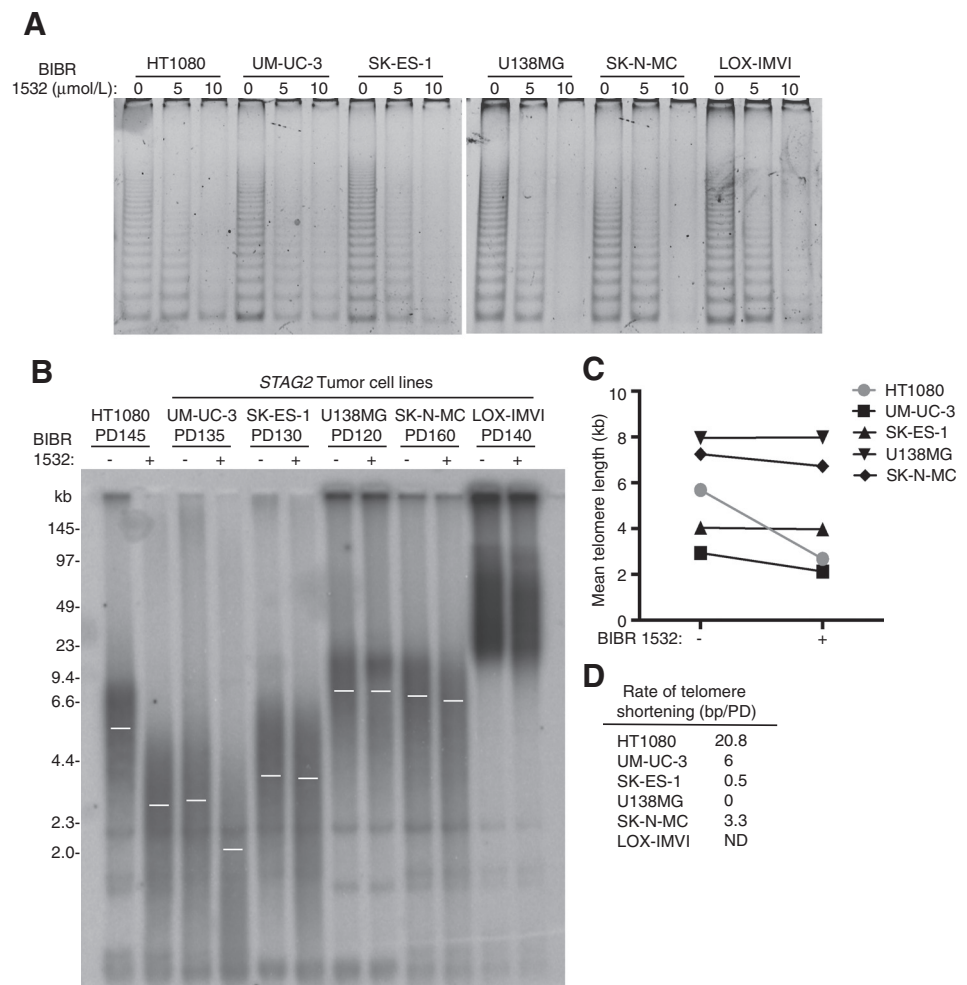 A
BIBR
1532 (μmol/L):
HT1080 UM-UC-3 SK-ES-1 U138MG SK-N-MC LOX-IMVI
0 5 10 0 5 10 0 5 10 0 5 10 0 5 10 0 5 10
B
STAG2 Tumor cell lines
HT1080 UM-UC-3 SK-ES-1 U138MG SK-N-MC LOX-IMVI
BIBR PD145 PD135 PD130 PD120 PD160 PD140
1532: - + - + - + - + - + - +
kb
145-
97-
49-
23-
9.4-
6.6-
4.4-
2.3-
2.0-
C
Mean telomere length (kb)
10
8
6
4
2
0
BIBR 1532: - +
HT1080
UM-UC-3
SK-ES-1
U138MG
SK-N-MC
D
Rate of telomere
shortening (bp/PD)
HT1080 20.8
UM-UC-3 6
SK-ES-1 0.5
U138MG 0
SK-N-MC 3.3
LOX-IMVI ND